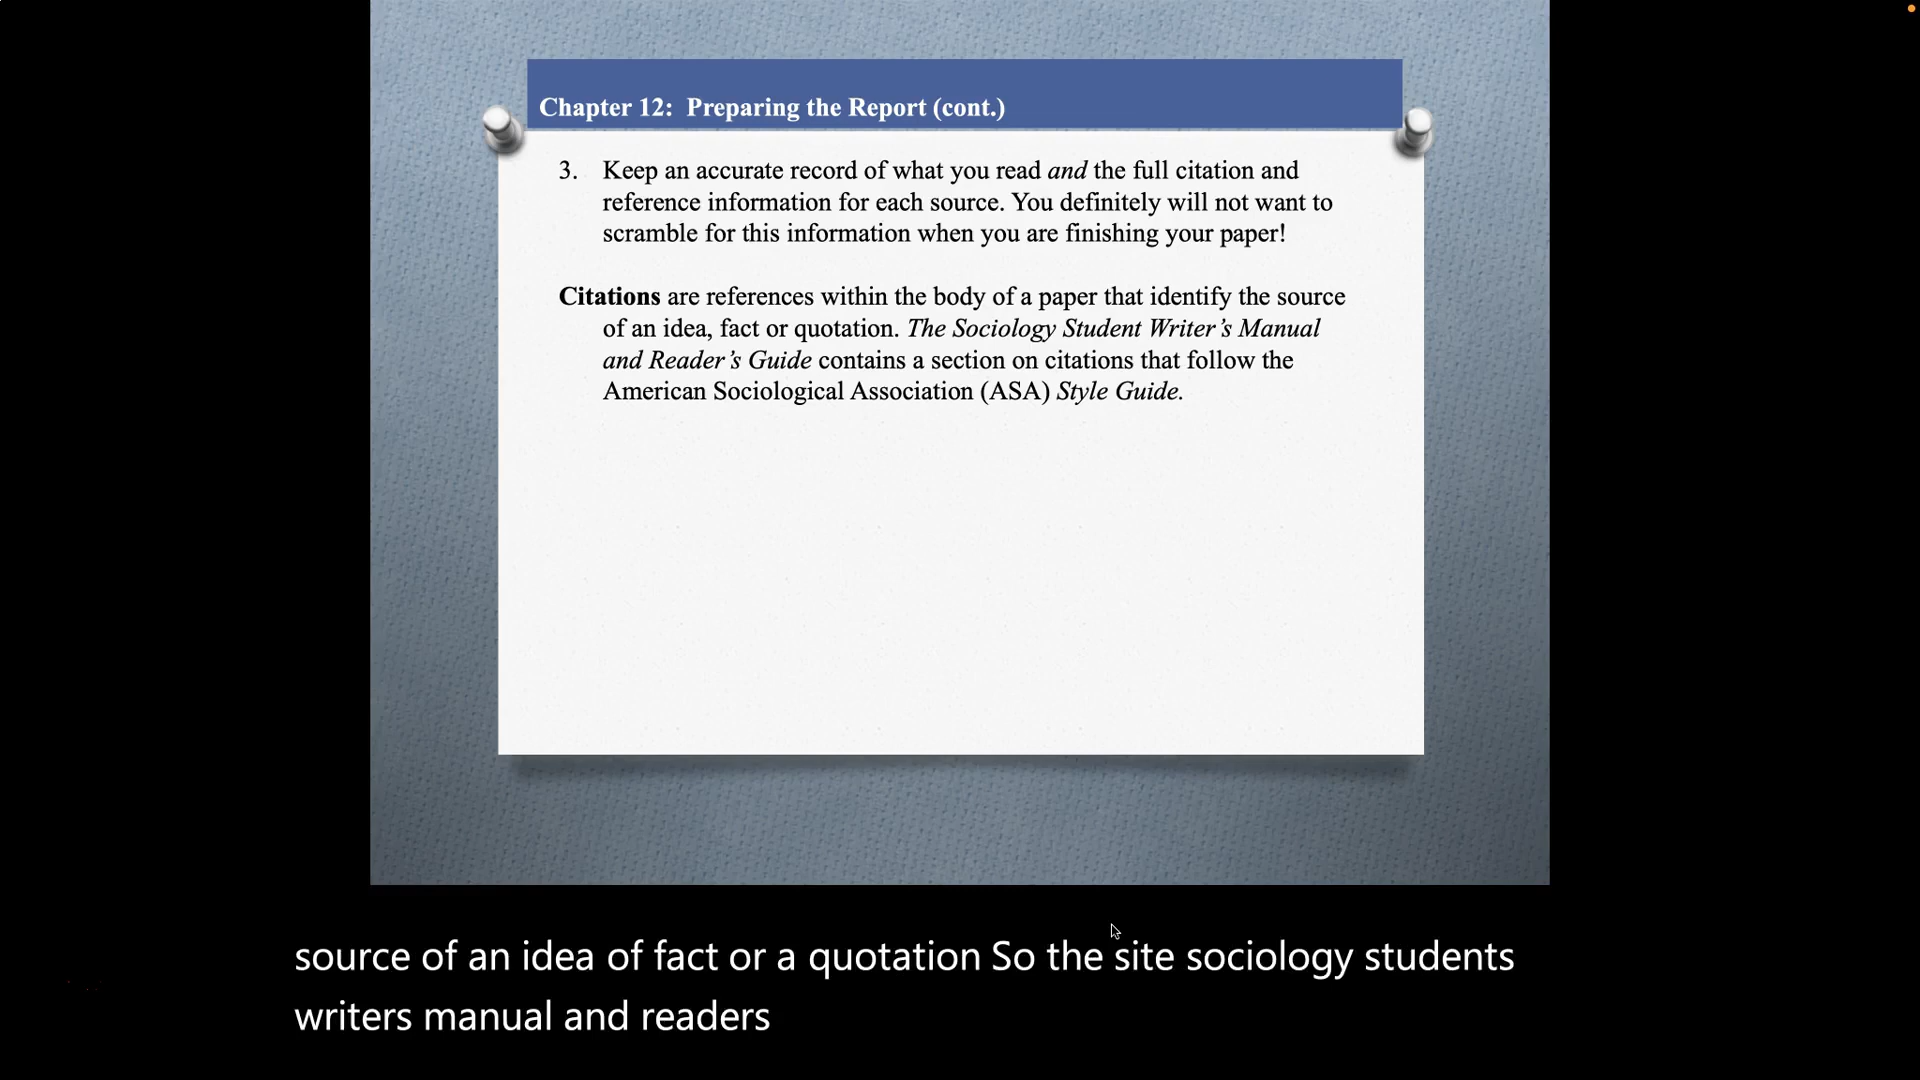 Chapter 12:  Preparing the Report (cont.)
3. Keep an accurate record of what you read and the full citation and
reference information for each source. You definitely will not want to
scramble for this information when you are finishing your paper!
Citations are references within the body of a paper that identify the source
of an idea, fact or quotation. The Sociology Student Writer’s Manual
and Reader’s Guide contains a section on citations that follow the
American Sociological Association (ASA) Style Guide.
source of an idea of fact or a quotation So the site sociology students
writers manual and readers